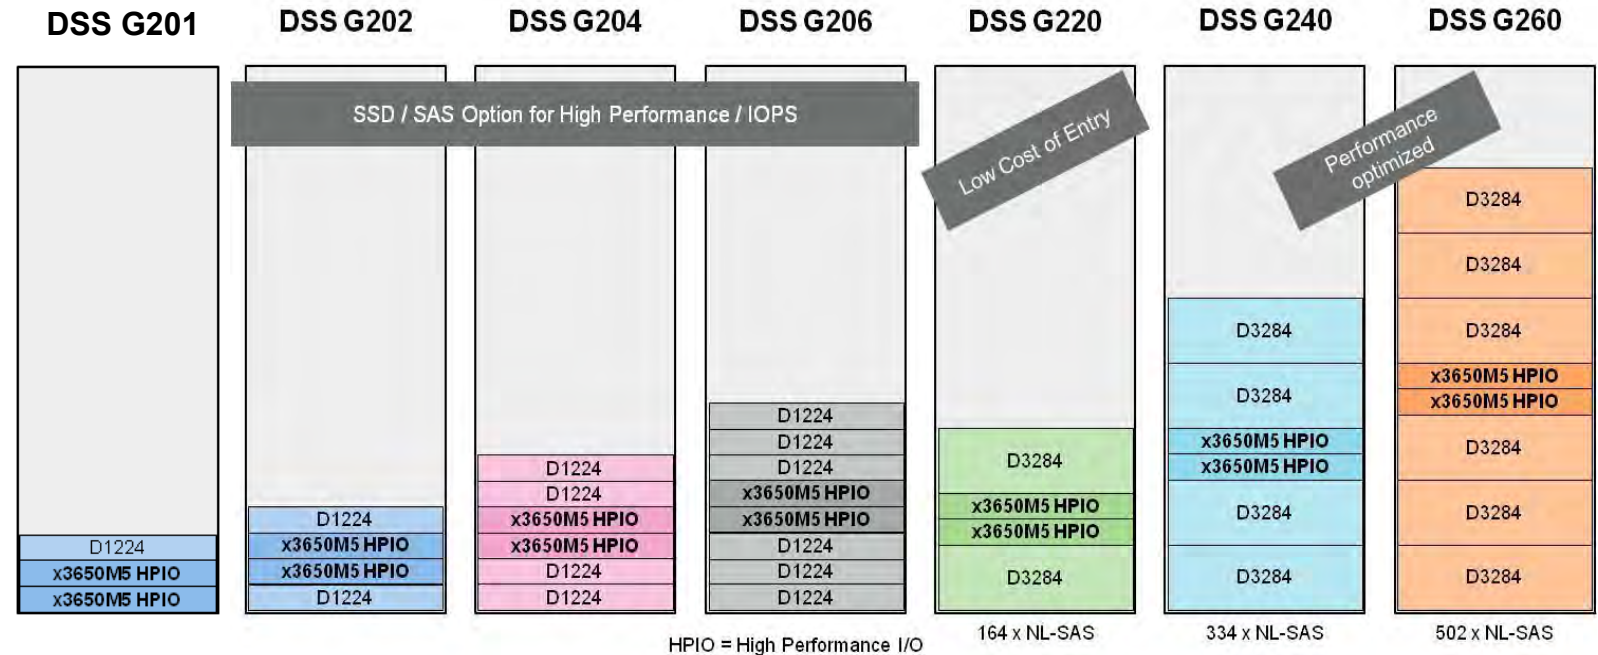 DSS G201
DSS G202
DSS G204
DSS G206
DSS G220
DSS G240
DSS G260
SSD / SAS Option for High Performance / IOPS
Low Cost of Entry
Performance
optimized
D1224
x3650M5 HPIO
x3650M5 HPIO
D1224
x3650M5 HPIO
x3650M5 HPIO
D1224
D1224
D1224
x3650M5 HPIO
x3650M5 HPIO
D1224
D1224
D1224
D1224
D1224
x3650M5 HPIO
x3650M5 HPIO
D1224
D1224
D1224
D3284
x3650M5 HPIO
x3650M5 HPIO
D3284
D3284
D3284
x3650M5 HPIO
x3650M5 HPIO
D3284
D3284
D3284
D3284
D3284
x3650M5 HPIO
x3650M5 HPIO
D3284
D3284
D3284
164 x NL-SAS
334 x NL-SAS
502 x NL-SAS
HPIO = High Performance I/O